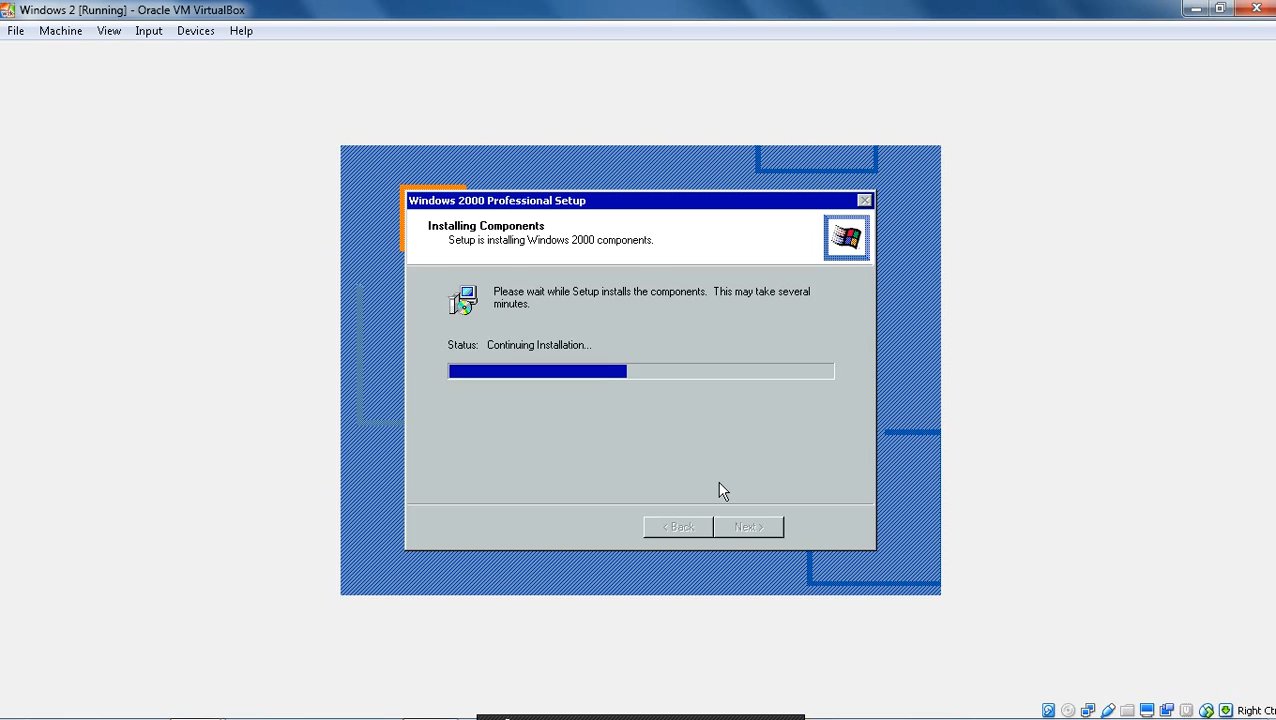 Windows 2 [Running] - Oracle VM VirtualBox
File Machine View Input Devices Help
Windows 2000 Professional Setup
Installing Components
Setup is installing Windows 2000 components.
Please wait while Setup installs the components. This may take several
minutes.
Status: Continuing Installation...
< Back Next >
Right Ctrl